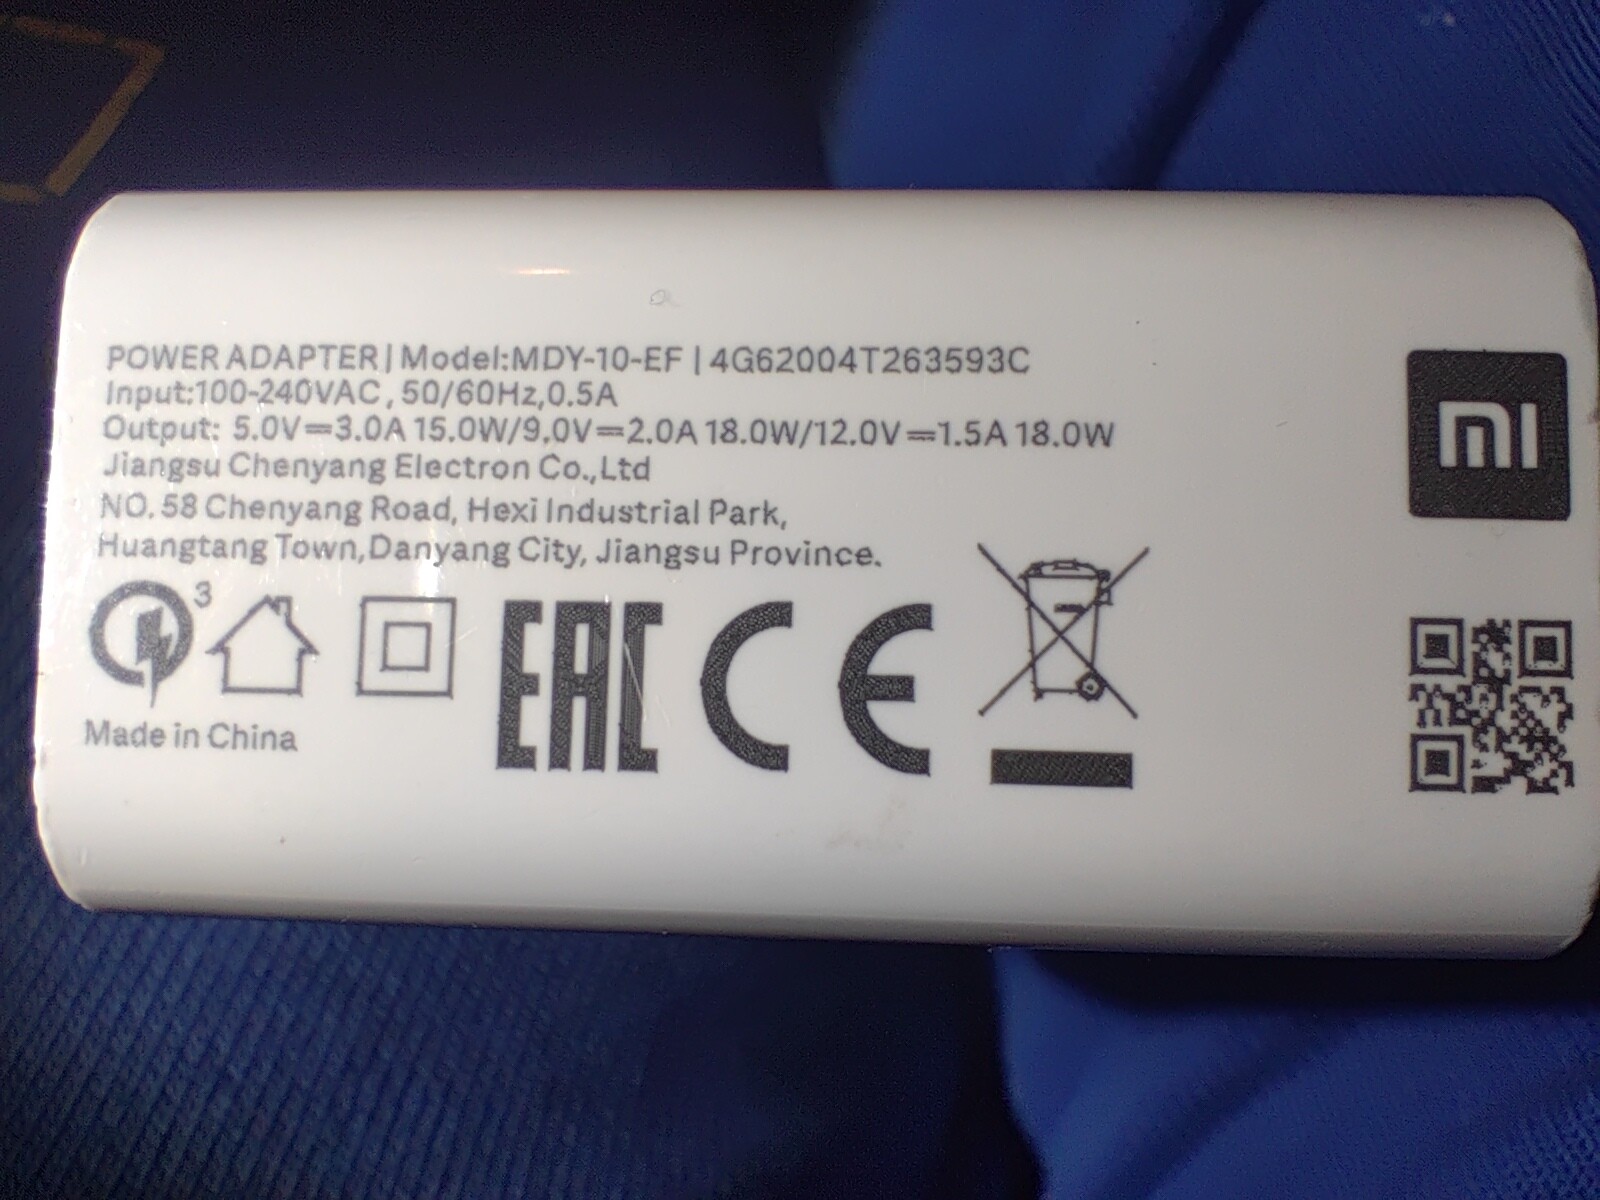 POWER ADAPTER | Model:MDY-10-EF | 4G62004T263593C
Input:100-240VAC, 50/60Hz,0.5A
Output: 5.0V⎓3.0A 15.0W/9.0V⎓2.0A 18.0W/12.0V⎓1.5A 18.0W
Jiangsu Chenyang Electron Co.,Ltd
NO. 58 Chenyang Road, Hexi Industrial Park,
Huangtang Town,Danyang City, Jiangsu Province.
3
EAC CE
Made in China
mi